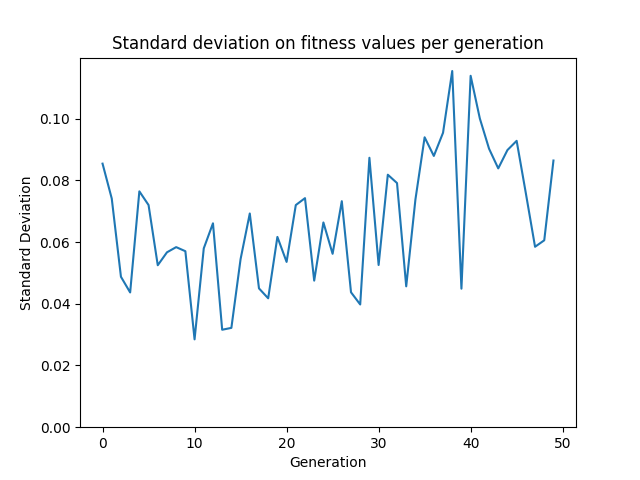 Standard deviation on fitness values per generation
Standard Deviation
0.10
0.08
0.06
0.04
0.02
0.00
0 10 20 30 40 50
Generation